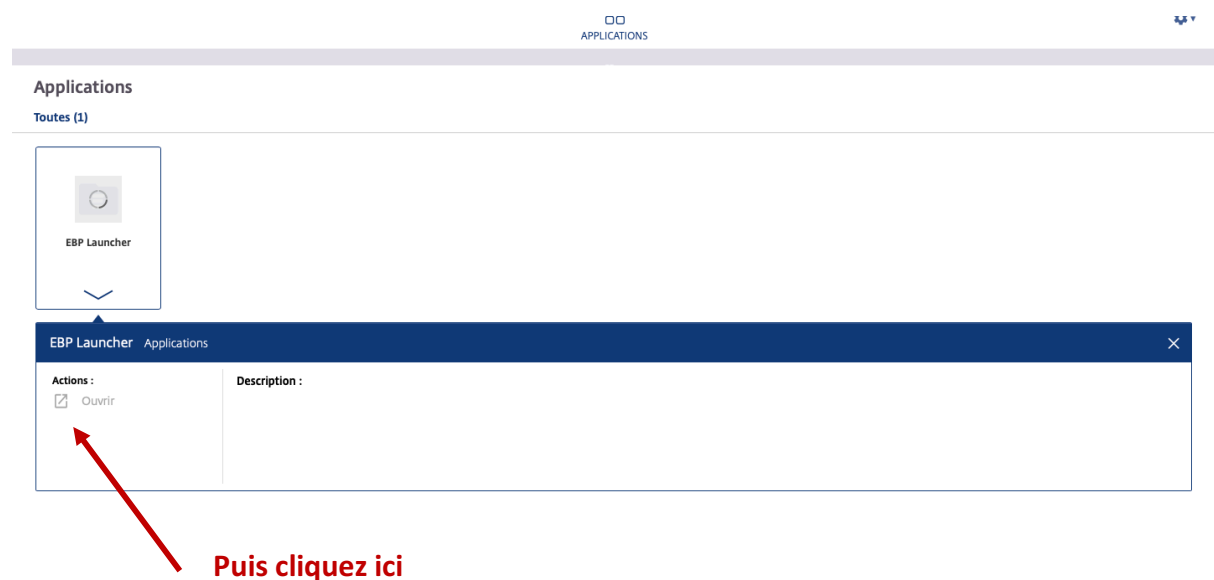 APPLICATIONS
Applications
Toutes (1)
EBP Launcher
EBP Launcher Applications
Actions :
Description :
Ouvrir
Puis cliquez ici